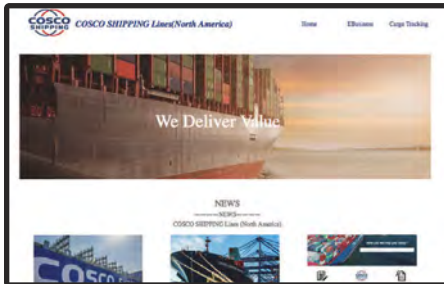 COSCO
SHIPPING
COSCO SHIPPING Lines(North America)
Home
EBusiness
Cargo Tracking
We Deliver Value
NEWS
NEWS
COSCO SHIPPING Lines (North America)
COSCO